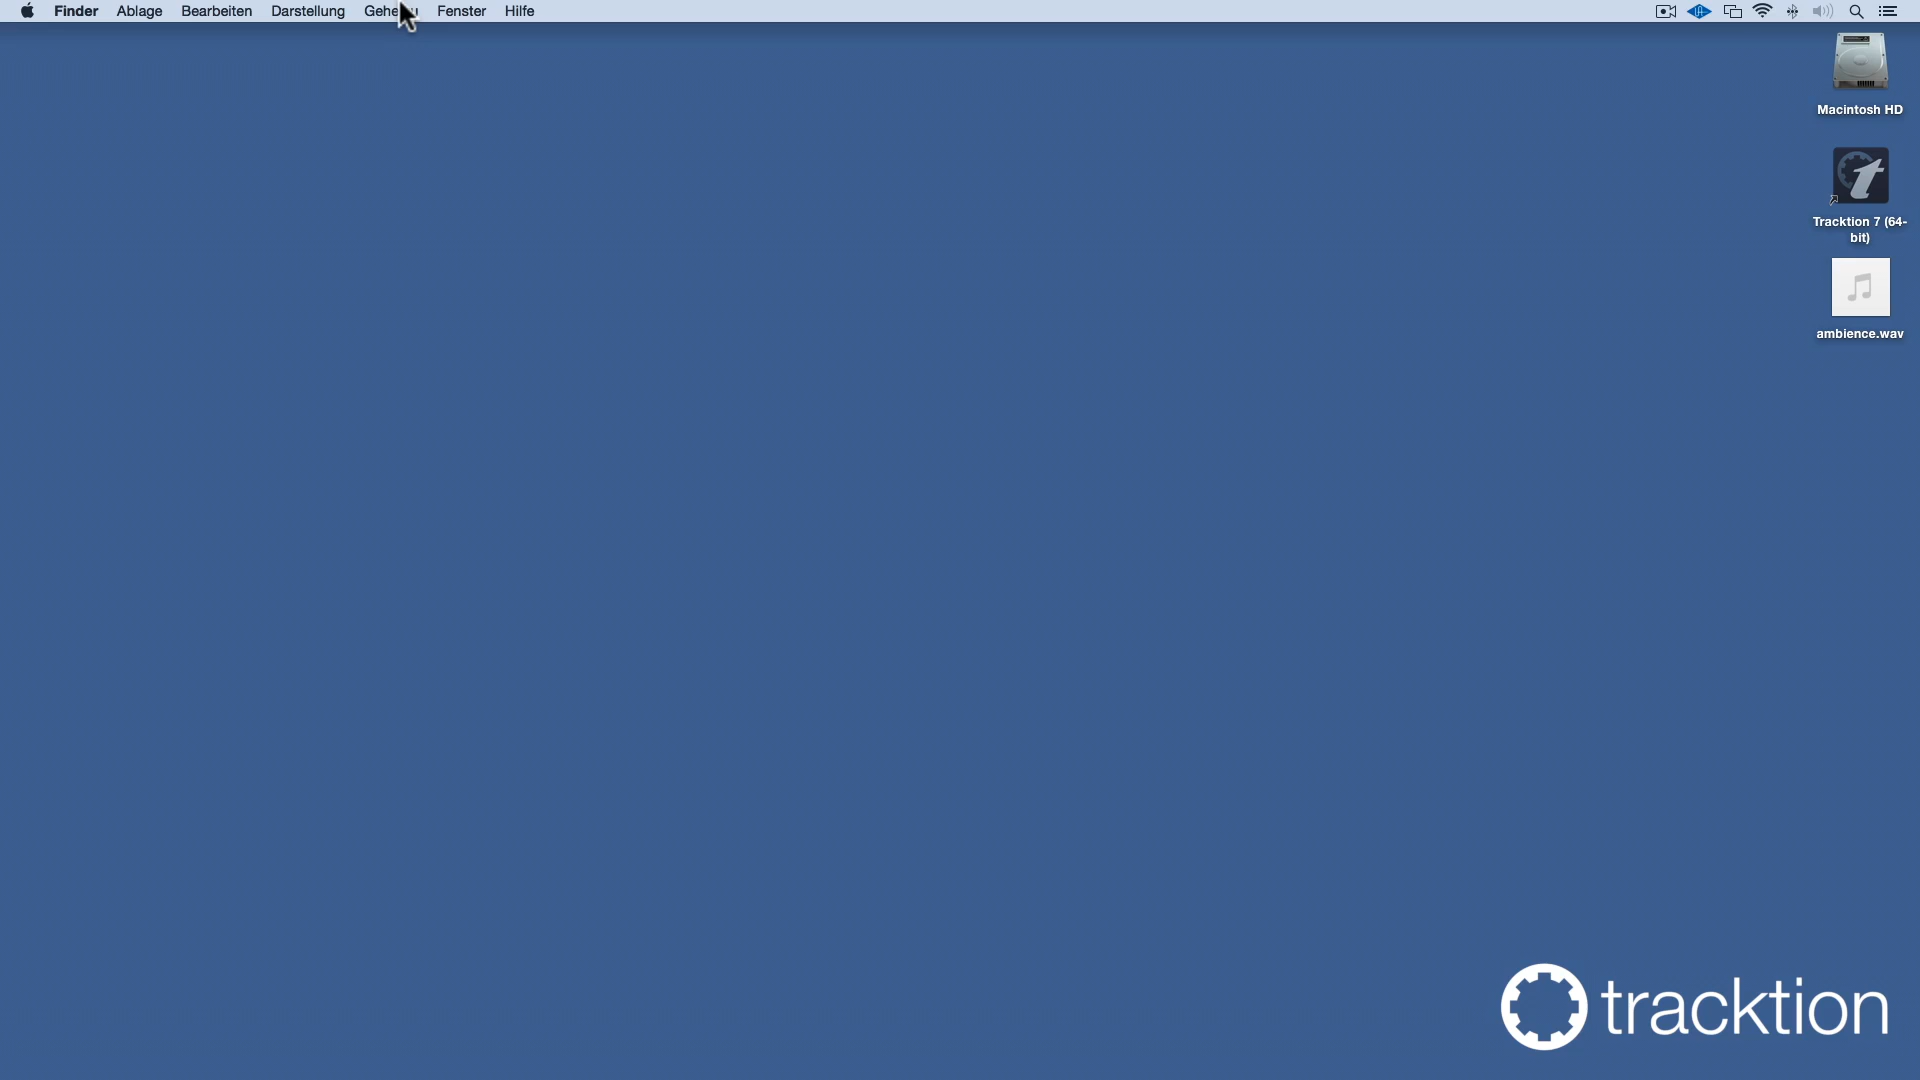 Finder Ablage Bearbeiten Darstellung Fenster Hilfe
Macintosh HD
Tracktion 7 (64-
bit)
ambience.wav
tracktion